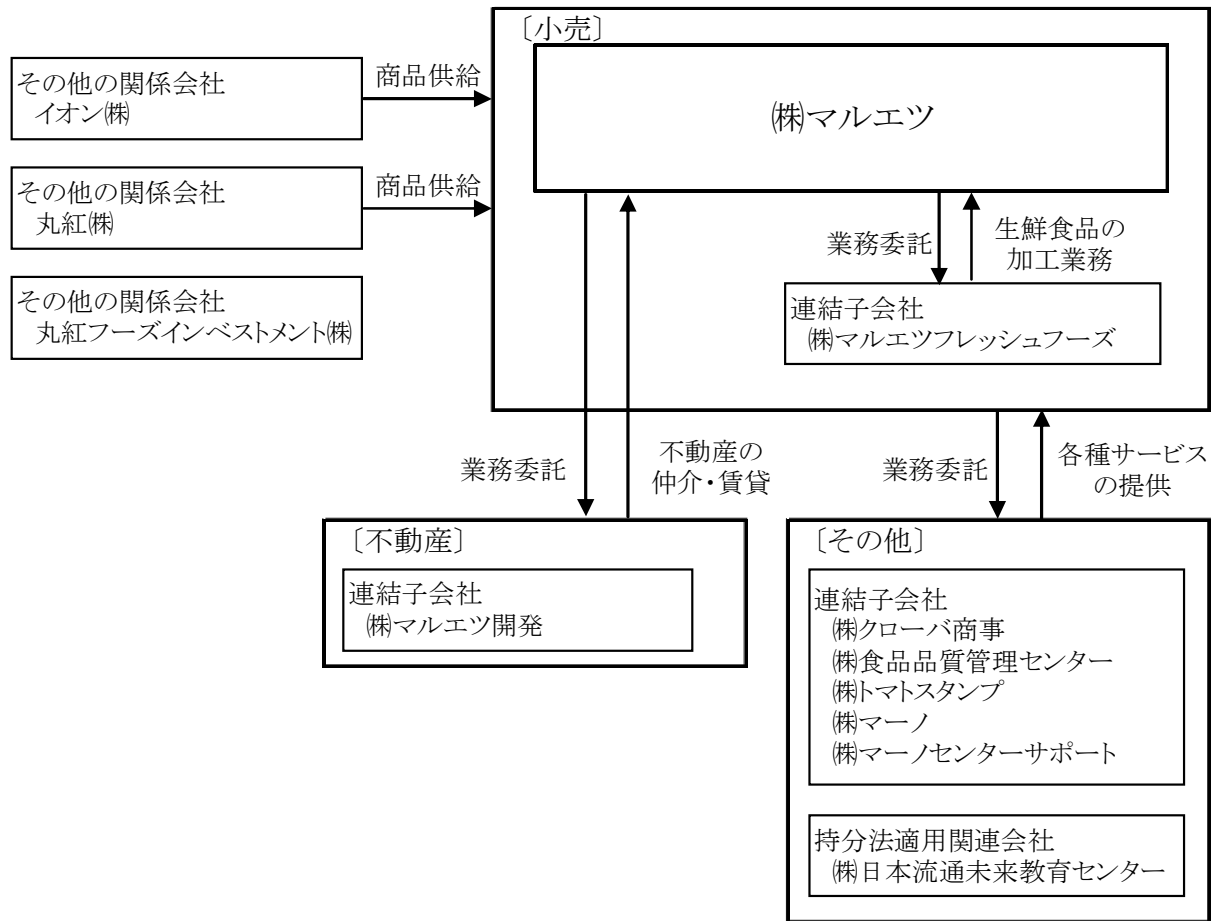 〔小売〕
㈱マルエツ
その他の関係会社
イオン㈱
商品供給
その他の関係会社
丸紅㈱
商品供給
その他の関係会社
丸紅フーズインベストメント㈱
業務委託
生鮮食品の
加工業務
連結子会社
㈱マルエツフレッシュフーズ
業務委託
不動産の
仲介・賃貸
業務委託
各種サービス
の提供
〔不動産〕
連結子会社
㈱マルエツ開発
〔その他〕
連結子会社
㈱クローバ商事
㈱食品品質管理センター
㈱トマトスタンプ
㈱マーノ
㈱マーノセンターサポート
持分法適用関連会社
㈱日本流通未来教育センター